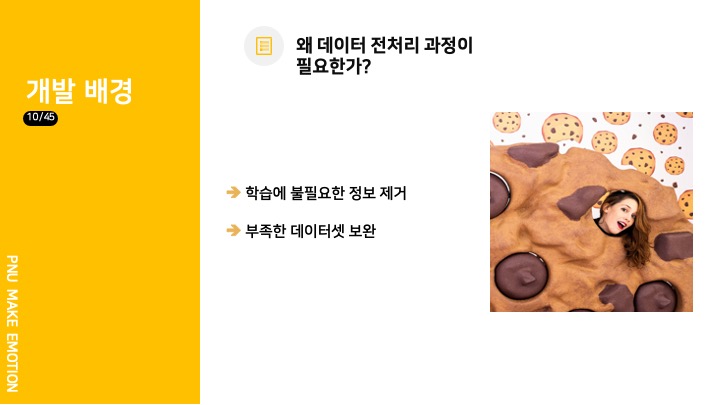 개발 배경
10/45
PNU MAKE EMOTION
왜 데이터 전처리 과정이
필요한가?
➔ 학습에 불필요한 정보 제거
➔ 부족한 데이터셋 보완